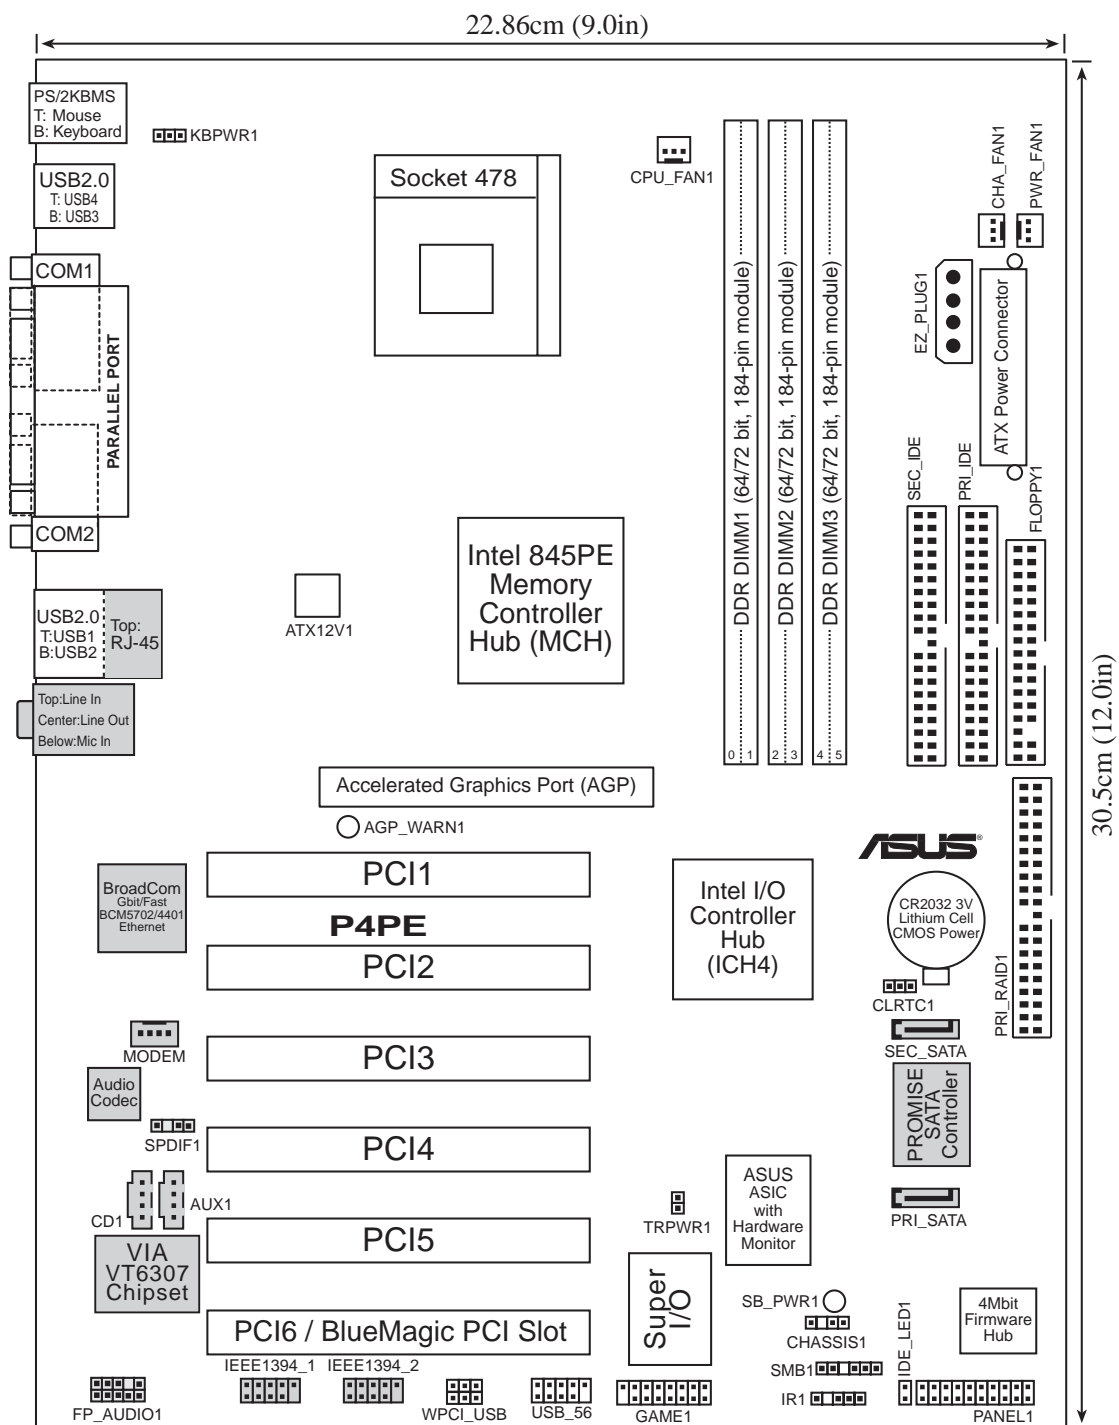 22.86cm (9.0in)
PS/2KBMS
T: Mouse
B: Keyboard
KBPWR1
USB2.0
T: USB4
B: USB3
Socket 478
CPU_FAN1
CHA_FAN1
PWR_FAN1
COM1
PARALLEL PORT
COM2
EZ_PLUG1
ATX Power Connector
DDR DIMM1 (64/72 bit, 184-pin module)
DDR DIMM2 (64/72 bit, 184-pin module)
DDR DIMM3 (64/72 bit, 184-pin module)
0 1
2 3
4 5
SEC_IDE
PRI_IDE
FLOPPY1
Intel 845PE
Memory
Controller
Hub (MCH)
ATX12V1
USB2.0
T:USB1
B:USB2
Top:
RJ-45
Top:Line In
Center:Line Out
Below:Mic In
30.5cm (12.0in)
Accelerated Graphics Port (AGP)
AGP_WARN1
ASUS®
PCI1
BroadCom
Gbit/Fast
BCM5702/4401
Ethernet
P4PE
PCI2
Intel I/O
Controller
Hub
(ICH4)
CR2032 3V
Lithium Cell
CMOS Power
CLRTC1
PRI_RAID1
MODEM
PCI3
SEC_SATA
Audio
Codec
PROMISE
SATA
Controller
SPDIF1
PCI4
ASUS
ASIC
with
Hardware
Monitor
CD1
AUX1
TRPWR1
PRI_SATA
PCI5
VIA
VT6307
Chipset
Super
I/O
SB_PWR1
CHASSIS1
4Mbit
Firmware
Hub
PCI6 / BlueMagic PCI Slot
IDE_LED1
IEEE1394_1
IEEE1394_2
SMB1
IR1
FP_AUDIO1
WPCI_USB
USB_56
GAME1
PANEL1